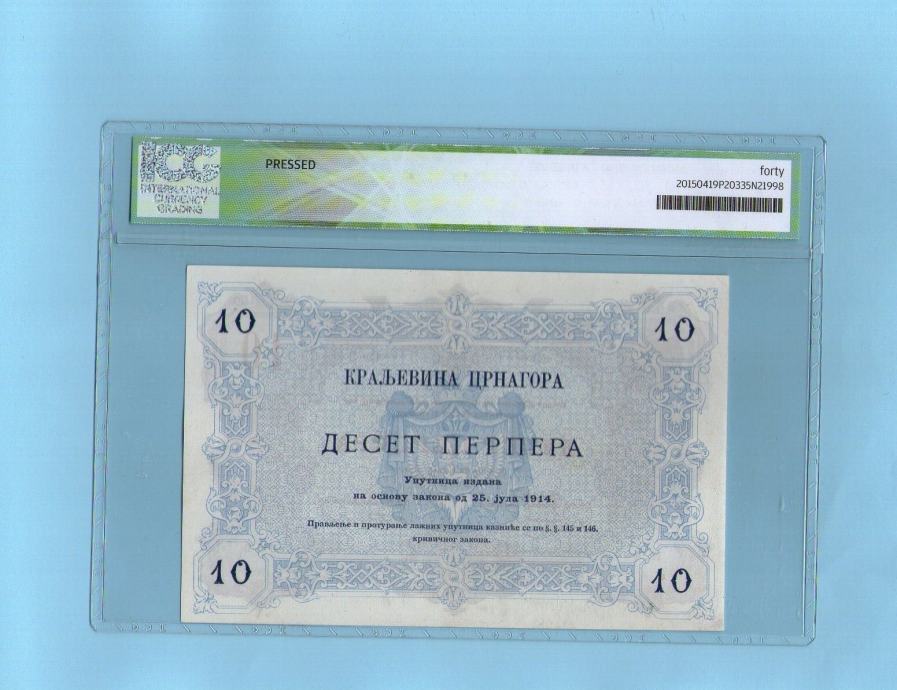 ICG
INTERNATIONAL
CURRENCY
GRADING
PRESSED
forty
20150419P20335N21998
10
10
КРАЉЕВИНА ЦРНАГОРА
ДЕСЕТ ПЕРПЕРА
Упутница издана
на основу закона од 25. јула 1914.
Прављење и протурање лажних упутница казниће се по §. §. 145 и 146.
кривичног закона.
10
10